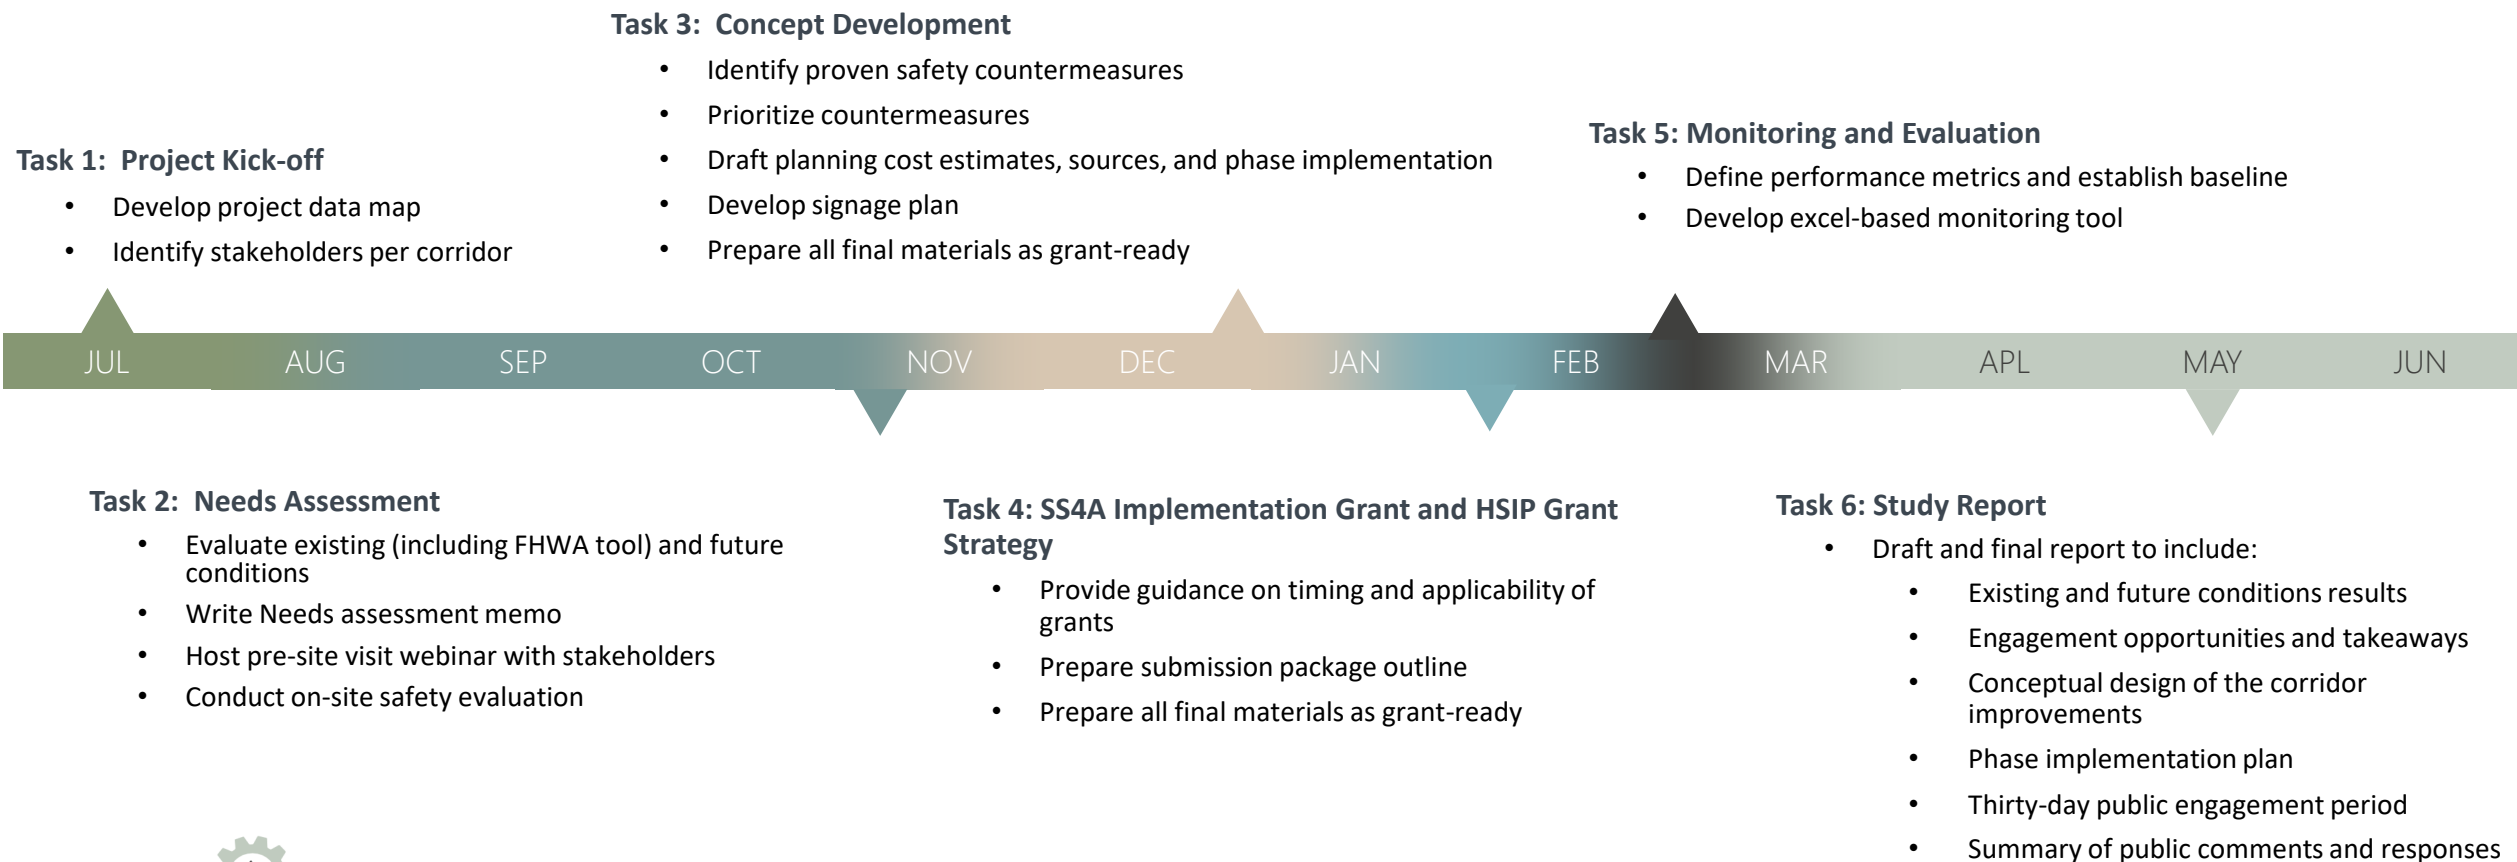 Task 3: Concept Development
• Identify proven safety countermeasures
• Prioritize countermeasures
• Draft planning cost estimates, sources, and phase implementation
• Develop signage plan
• Prepare all final materials as grant-ready
Task 1: Project Kick-off
• Develop project data map
• Identify stakeholders per corridor
Task 5: Monitoring and Evaluation
• Define performance metrics and establish baseline
• Develop excel-based monitoring tool
JUL AUG SEP OCT NOV DEC JAN FEB MAR APL MAY JUN
Task 2: Needs Assessment
• Evaluate existing (including FHWA tool) and future
conditions
• Write Needs assessment memo
• Host pre-site visit webinar with stakeholders
• Conduct on-site safety evaluation
Task 4: SS4A Implementation Grant and HSIP Grant
Strategy
• Provide guidance on timing and applicability of
grants
• Prepare submission package outline
• Prepare all final materials as grant-ready
Task 6: Study Report
• Draft and final report to include:
• Existing and future conditions results
• Engagement opportunities and takeaways
• Conceptual design of the corridor
improvements
• Phase implementation plan
• Thirty-day public engagement period
• Summary of public comments and responses